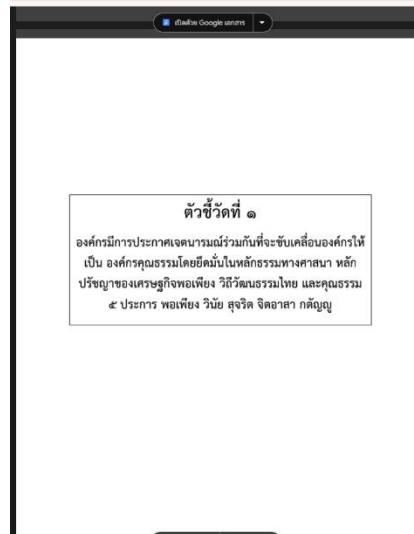 เปิดด้วย Google เอกสาร
ตัวชี้วัดที่ ๑
องค์กรมีการประกาศเจตนารมณ์ร่วมกันที่จะขับเคลื่อนองค์กรให้
เป็น องค์กรคุณธรรมโดยยึดมั่นในหลักธรรมทางศาสนา หลัก
ปรัชญาของเศรษฐกิจพอเพียง วิถีวัฒนธรรมไทย และคุณธรรม
๕ ประการ พอเพียง วินัย สุจริต จิตอาสา กตัญญู